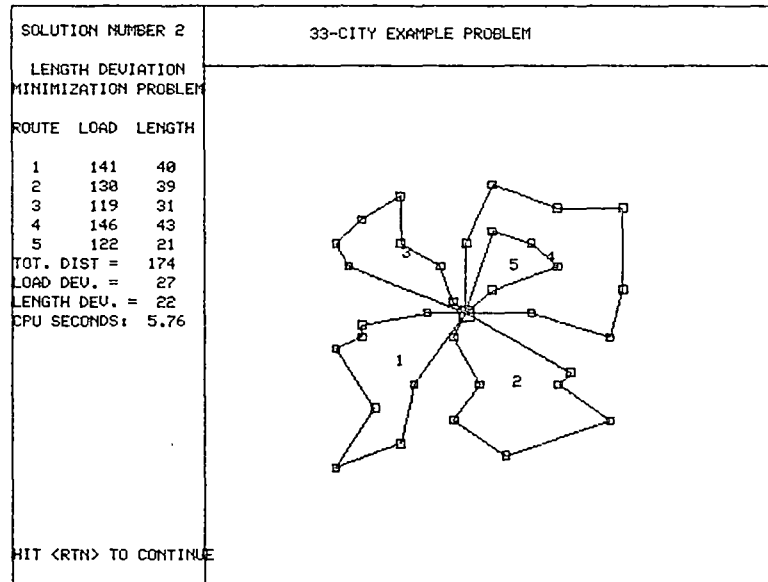 SOLUTION NUMBER 2
33-CITY EXAMPLE PROBLEM
LENGTH DEVIATION
MINIMIZATION PROBLEM
ROUTE LOAD LENGTH
1 141 40
2 130 39
3 119 31
4 146 43
5 122 21
TOT. DIST = 174
LOAD DEV. = 27
LENGTH DEV. = 22
CPU SECONDS: 5.76
3
5
4
1
2
HIT <RTN> TO CONTINUE